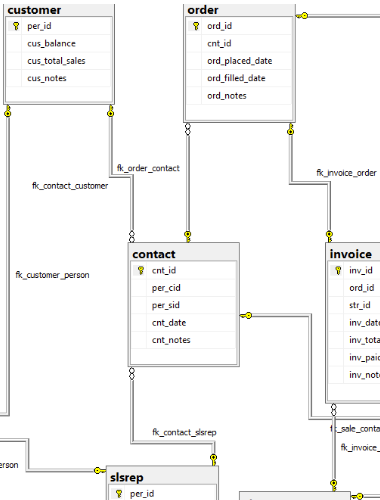 customer
per_id
cus_balance
cus_total_sales
cus_notes
order
ord_id
cnt_id
ord_placed_date
ord_filled_date
ord_notes
fk_order_contact
fk_contact_customer
fk_invoice_order
fk_customer_person
contact
cnt_id
per_cid
per_sid
cnt_date
cnt_notes
invoice
inv_id
ord_id
str_id
inv_date
inv_tota
inv_paid
inv_note
fk_sale_conta
fk_contact_slsrep
fk_invoice_
erson
slsrep
per_id